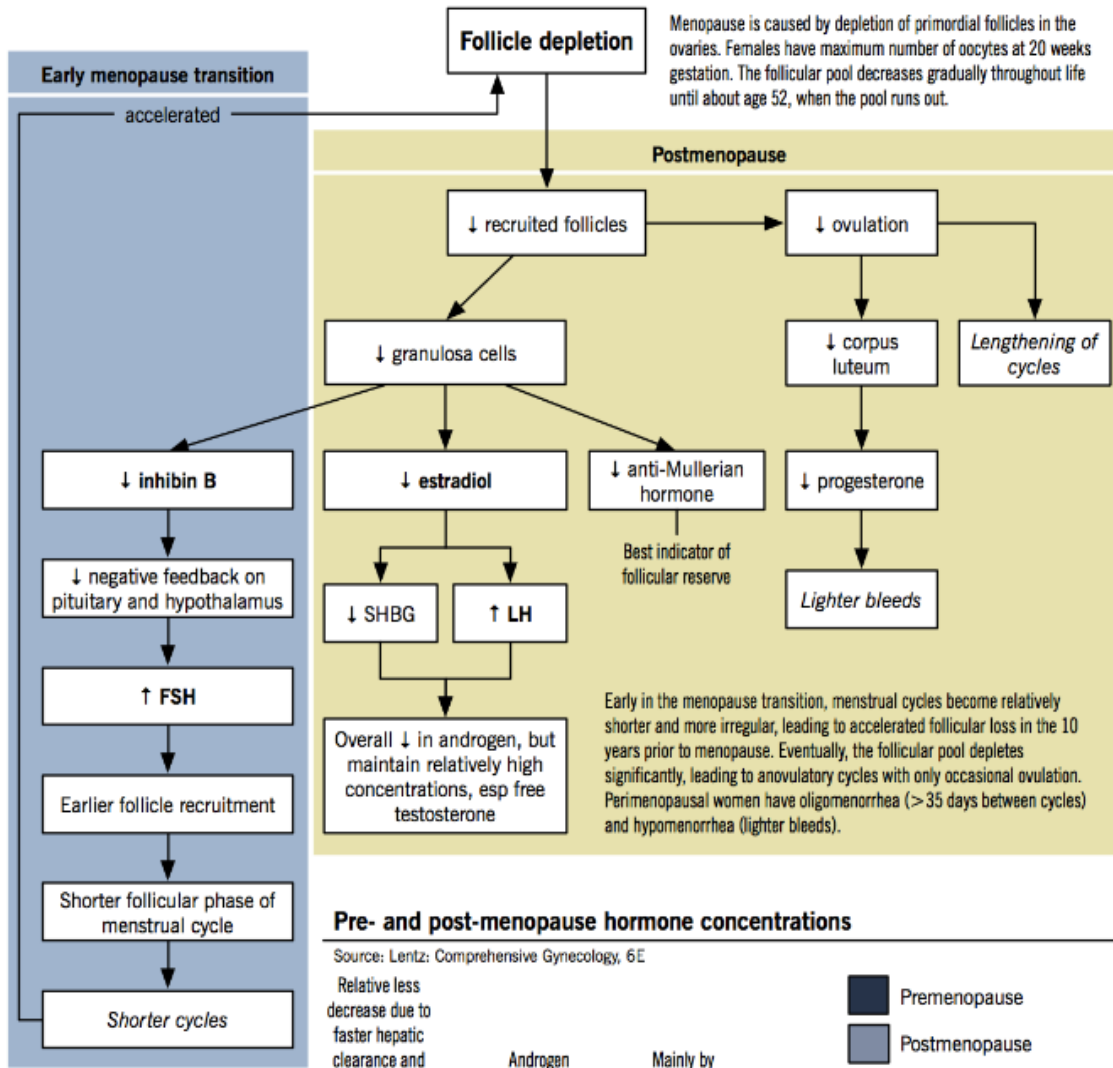 Follicle depletion
Menopause is caused by depletion of primordial follicles in the
ovaries. Females have maximum number of oocytes at 20 weeks
gestation. The follicular pool decreases gradually throughout life
until about age 52, when the pool runs out.
Early menopause transition
accelerated
Postmenopause
↓ recruited follicles
↓ ovulation
↓ granulosa cells
↓ corpus
luteum
Lengthening of
cycles
↓ inhibin B
↓ estradiol
↓ anti-Mullerian
hormone
↓ progesterone
Best indicator of
follicular reserve
↓ negative feedback on
pituitary and hypothalamus
↓ SHBG
↑ LH
Lighter bleeds
↑ FSH
Overall ↓ in androgen, but
maintain relatively high
concentrations, esp free
testosterone
Early in the menopause transition, menstrual cycles become relatively
shorter and more irregular, leading to accelerated follicular loss in the 10
years prior to menopause. Eventually, the follicular pool depletes
significantly, leading to anovulatory cycles with only occasional ovulation.
Perimenopausal women have oligomenorrhea (>35 days between cycles)
and hypomenorrhea (lighter bleeds).
Earlier follicle recruitment
Shorter follicular phase of
menstrual cycle
Shorter cycles
Pre- and post-menopause hormone concentrations
Source: Lentz: Comprehensive Gynecology, 6E
Relative less
decrease due to
faster hepatic
clearance and
Androgen
Mainly by
Premenopause
Postmenopause